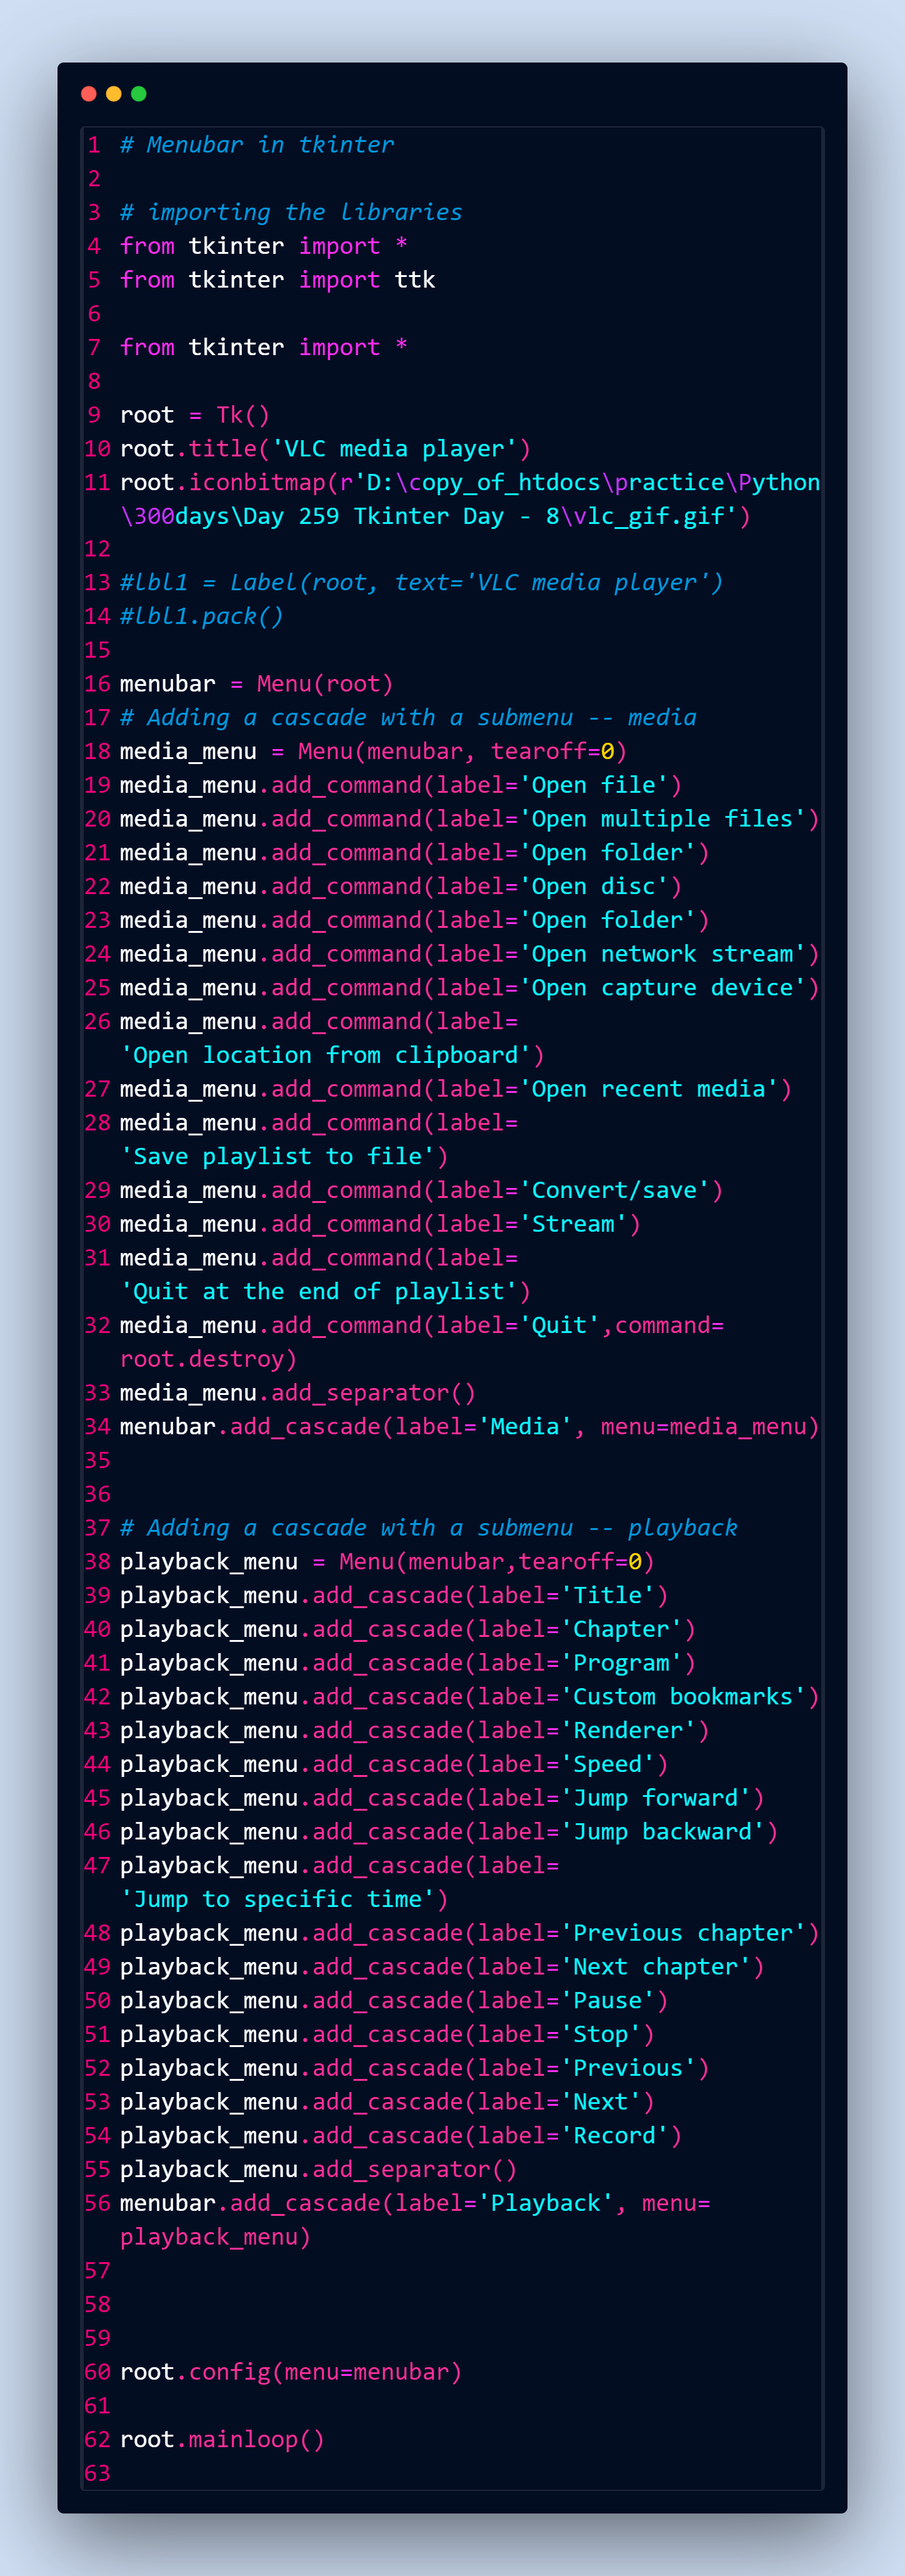 1 # Menubar in tkinter
2
3 # importing the libraries
4 from tkinter import *
5 from tkinter import ttk
6
7 from tkinter import *
8
9 root = Tk()
10 root.title('VLC media player')
11 root.iconbitmap(r'D:\copy_of_htdocs\practice\Python
\300days\Day 259 Tkinter Day - 8\vlc_gif.gif')
12
13 #lbl1 = Label(root, text='VLC media player')
14 #lbl1.pack()
15
16 menubar = Menu(root)
17 # Adding a cascade with a submenu -- media
18 media_menu = Menu(menubar, tearoff=0)
19 media_menu.add_command(label='Open file')
20 media_menu.add_command(label='Open multiple files')
21 media_menu.add_command(label='Open folder')
22 media_menu.add_command(label='Open disc')
23 media_menu.add_command(label='Open folder')
24 media_menu.add_command(label='Open network stream')
25 media_menu.add_command(label='Open capture device')
26 media_menu.add_command(label=
'Open location from clipboard')
27 media_menu.add_command(label='Open recent media')
28 media_menu.add_command(label=
'Save playlist to file')
29 media_menu.add_command(label='Convert/save')
30 media_menu.add_command(label='Stream')
31 media_menu.add_command(label=
'Quit at the end of playlist')
32 media_menu.add_command(label='Quit',command=
root.destroy)
33 media_menu.add_separator()
34 menubar.add_cascade(label='Media', menu=media_menu)
35
36
37 # Adding a cascade with a submenu -- playback
38 playback_menu = Menu(menubar,tearoff=0)
39 playback_menu.add_cascade(label='Title')
40 playback_menu.add_cascade(label='Chapter')
41 playback_menu.add_cascade(label='Program')
42 playback_menu.add_cascade(label='Custom bookmarks')
43 playback_menu.add_cascade(label='Renderer')
44 playback_menu.add_cascade(label='Speed')
45 playback_menu.add_cascade(label='Jump forward')
46 playback_menu.add_cascade(label='Jump backward')
47 playback_menu.add_cascade(label=
'Jump to specific time')
48 playback_menu.add_cascade(label='Previous chapter')
49 playback_menu.add_cascade(label='Next chapter')
50 playback_menu.add_cascade(label='Pause')
51 playback_menu.add_cascade(label='Stop')
52 playback_menu.add_cascade(label='Previous')
53 playback_menu.add_cascade(label='Next')
54 playback_menu.add_cascade(label='Record')
55 playback_menu.add_separator()
56 menubar.add_cascade(label='Playback', menu=
playback_menu)
57
58
59
60 root.config(menu=menubar)
61
62 root.mainloop()
63